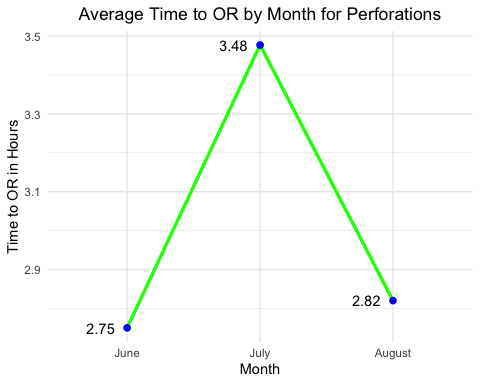 Average Time to OR by Month for Perforations
3.5
3.48
3.3
3.1
2.9
2.82
2.75
Time to OR in Hours
June
July
August
Month